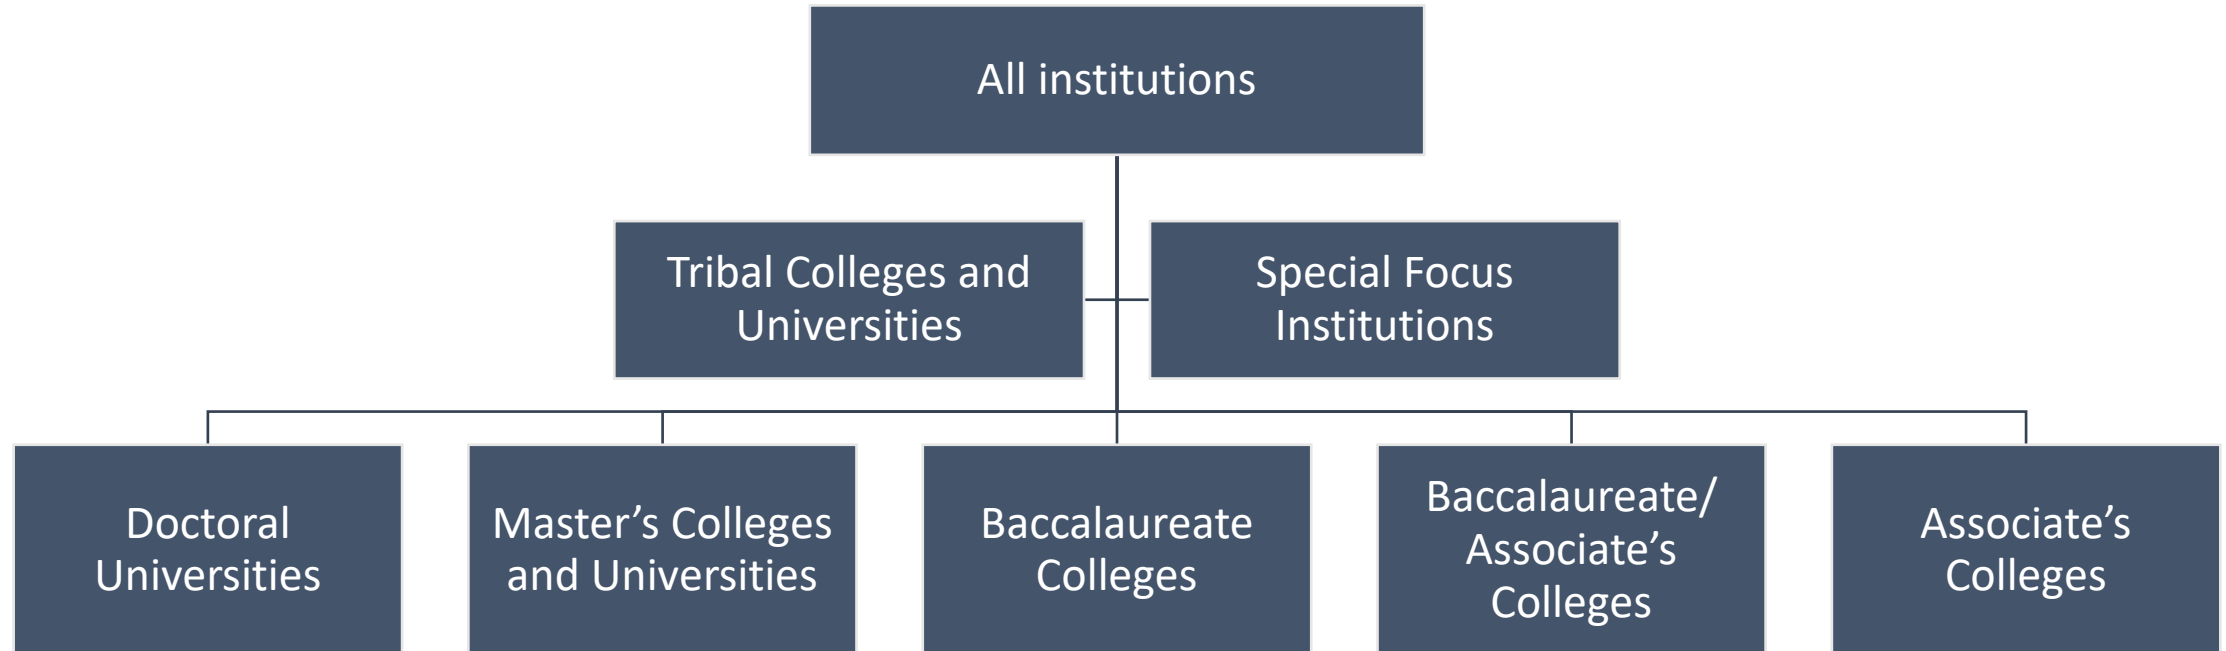 All institutions
Tribal Colleges and
Universities
Special Focus
Institutions
Doctoral
Universities
Master’s Colleges
and Universities
Baccalaureate
Colleges
Baccalaureate/
Associate’s
Colleges
Associate’s
Colleges